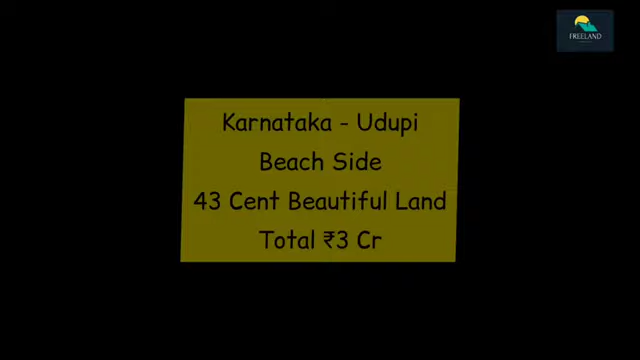 FREELAND
Karnataka - Udupi
Beach Side
43 Cent Beautiful Land
Total ₹3 Cr